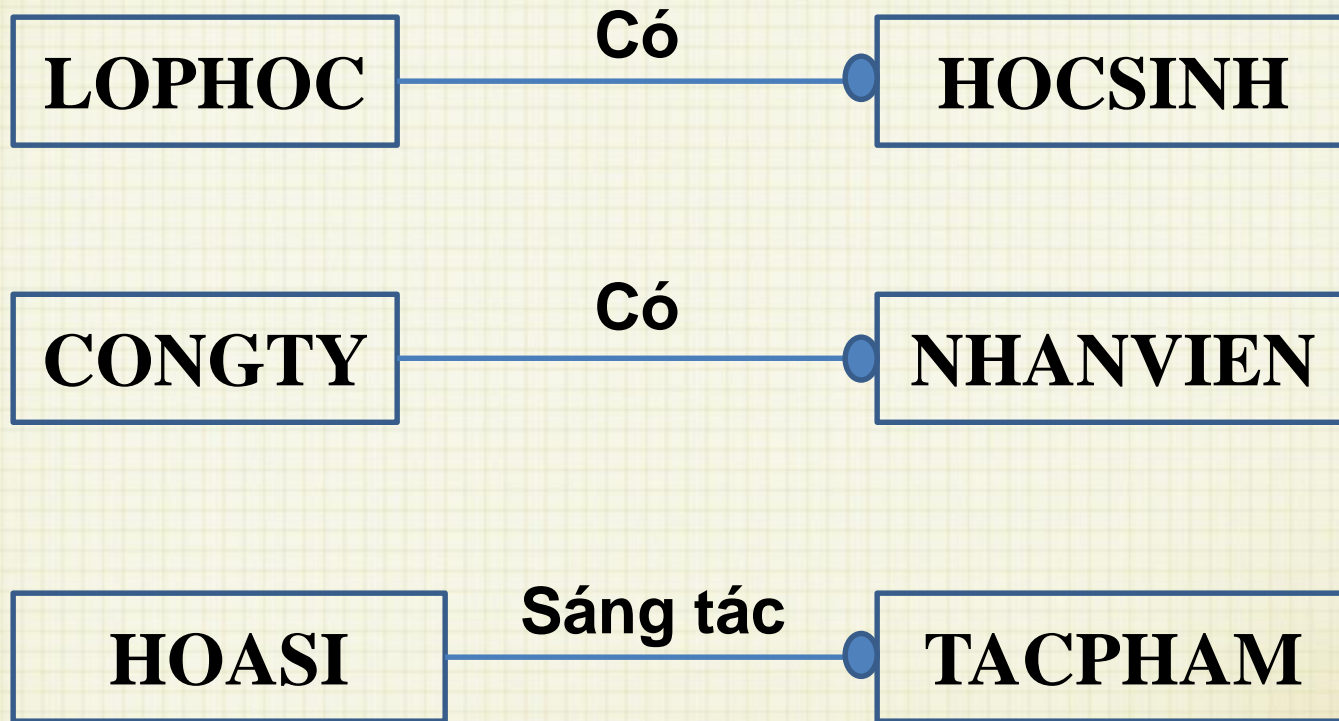 Có
LOPHOC HOCSINH
Có
CONGTY NHANVIEN
Sáng tác
HOASI TACPHAM